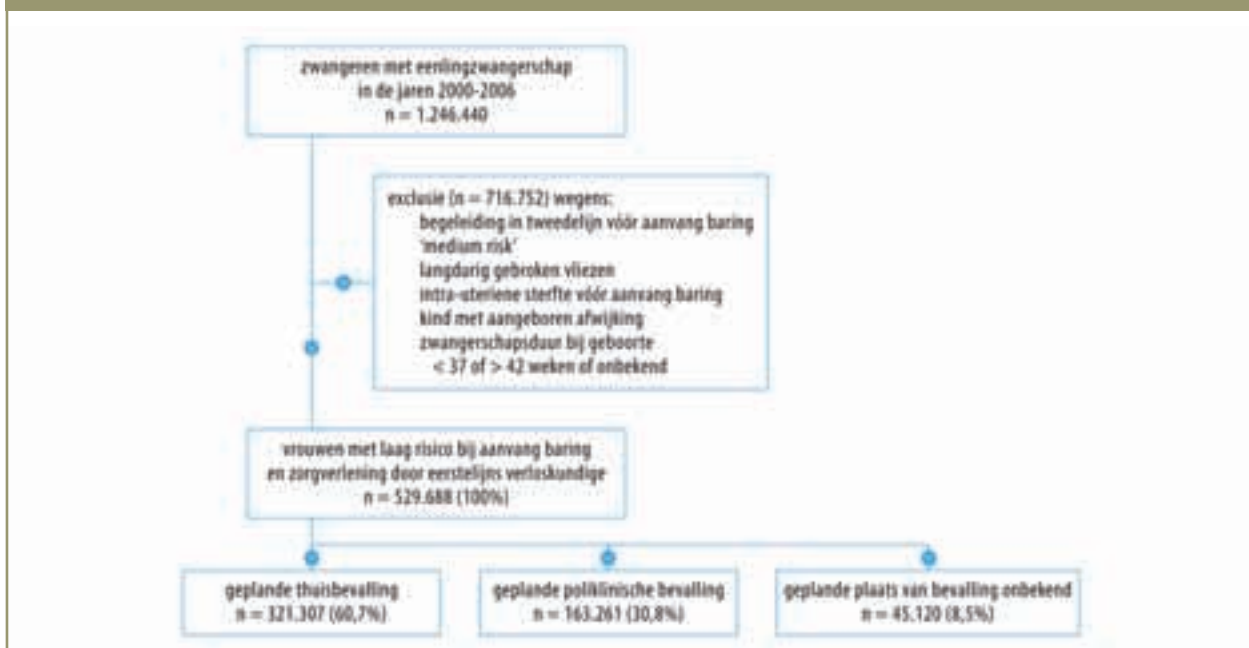 zwangeren met eenlingzwangerschap
in de jaren 2000-2006
n = 1.246.440
exclusie (n = 716.752) wegens:
begeleiding in tweedelijn vóór aanvang baring
'medium risk'
langdurig gebroken vliezen
intra-uteriene sterfte vóór aanvang baring
kind met aangeboren afwijking
zwangerschapsduur bij geboorte
< 37 of > 42 weken of onbekend
vrouwen met laag risico bij aanvang baring
en zorgverlening door eerstelijns verloskundige
n = 529.688 (100%)
geplande thuisbevalling
n = 321.307 (60,7%)
geplande poliklinische bevalling
n = 163.261 (30,8%)
geplande plaats van bevalling onbekend
n = 45.120 (8,5%)